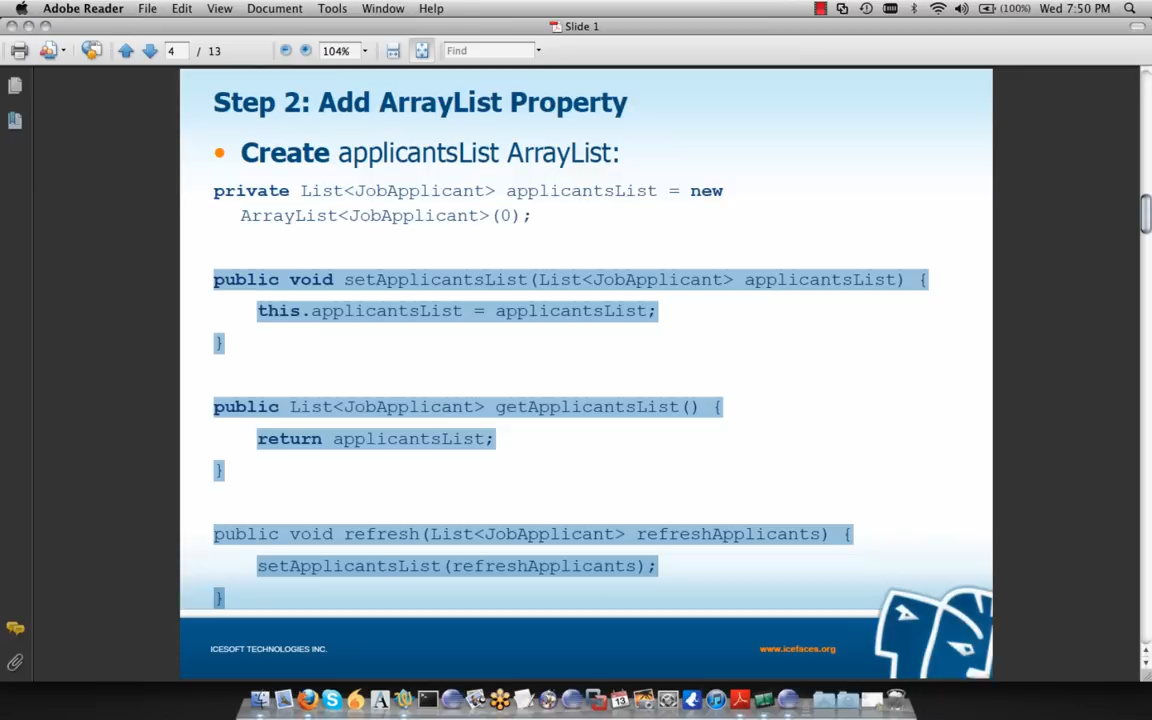 Adobe Reader File Edit View Document Tools Window Help (100%) Wed 7:50 PM
Slide 1
4 / 13 104% Find
Step 2: Add ArrayList Property
• Create applicantsList ArrayList:
private List<JobApplicant> applicantsList = new
ArrayList<JobApplicant>(0);
public void setApplicantsList(List<JobApplicant> applicantsList) {
this.applicantsList = applicantsList;
}
public List<JobApplicant> getApplicantsList() {
return applicantsList;
}
public void refresh(List<JobApplicant> refreshApplicants) {
setApplicantsList(refreshApplicants);
}
ICESOFT TECHNOLOGIES INC. www.icefaces.org
13